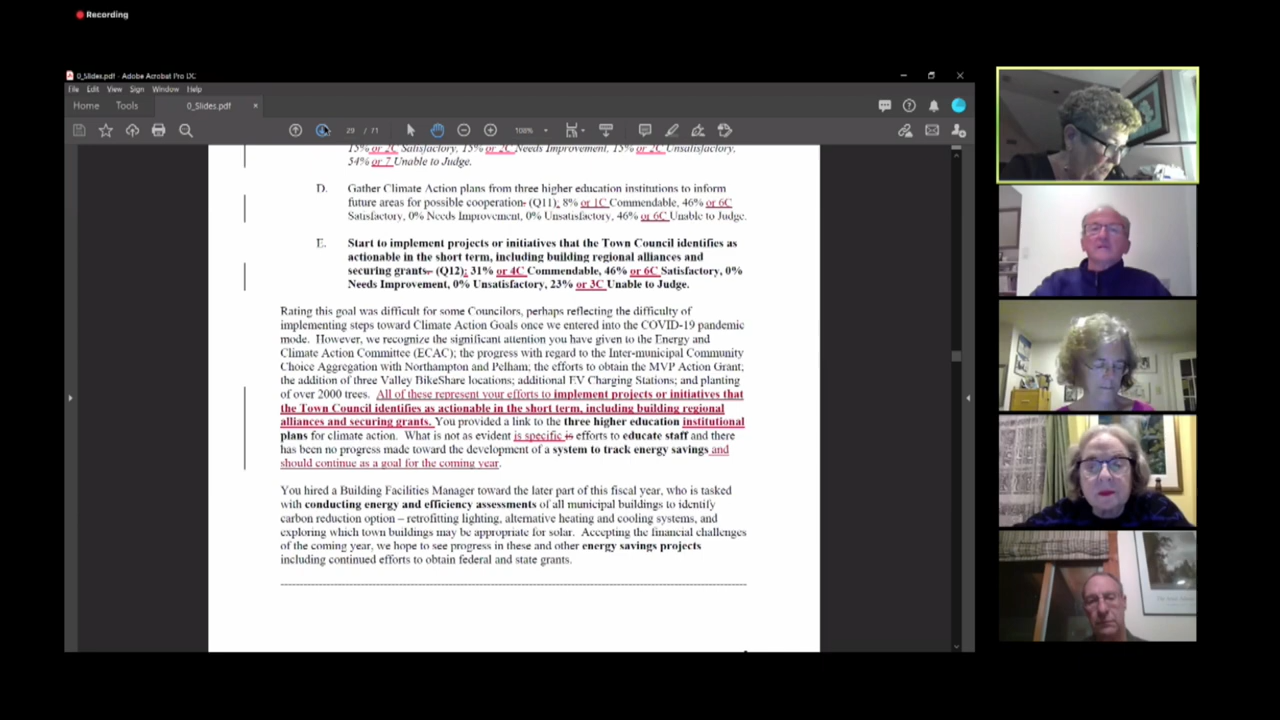 Recording
0_Slides.pdf - Adobe Acrobat Pro DC
File Edit View Sign Window Help
Home Tools 0_Slides.pdf ×
29 / 71 108%
15% or 2C Satisfactory, 15% or 2C Needs Improvement, 15% or 2C Unsatisfactory,
54% or 7 Unable to Judge.
D. Gather Climate Action plans from three higher education institutions to inform
future areas for possible cooperation. (Q11). 8% or 1C Commendable, 46% or 6C
Satisfactory, 0% Needs Improvement, 0% Unsatisfactory, 46% or 6C Unable to Judge.
E. Start to implement projects or initiatives that the Town Council identifies as
actionable in the short term, including building regional alliances and
securing grants. (Q12): 31% or 4C Commendable, 46% or 6C Satisfactory, 0%
Needs Improvement, 0% Unsatisfactory, 23% or 3C Unable to Judge.
Rating this goal was difficult for some Councilors, perhaps reflecting the difficulty of
implementing steps toward Climate Action Goals once we entered into the COVID-19 pandemic
mode. However, we recognize the significant attention you have given to the Energy and
Climate Action Committee (ECAC); the progress with regard to the Inter-municipal Community
Choice Aggregation with Northampton and Pelham; the efforts to obtain the MVP Action Grant;
the addition of three Valley BikeShare locations; additional EV Charging Stations; and planting
of over 2000 trees. All of these represent your efforts to implement projects or initiatives that
the Town Council identifies as actionable in the short term, including building regional
alliances and securing grants. You provided a link to the three higher education institutional
plans for climate action. What is not as evident is specific is efforts to educate staff and there
has been no progress made toward the development of a system to track energy savings and
should continue as a goal for the coming year.
You hired a Building Facilities Manager toward the later part of this fiscal year, who is tasked
with conducting energy and efficiency assessments of all municipal buildings to identify
carbon reduction option – retrofitting lighting, alternative heating and cooling systems, and
exploring which town buildings may be appropriate for solar. Accepting the financial challenges
of the coming year, we hope to see progress in these and other energy savings projects
including continued efforts to obtain federal and state grants.